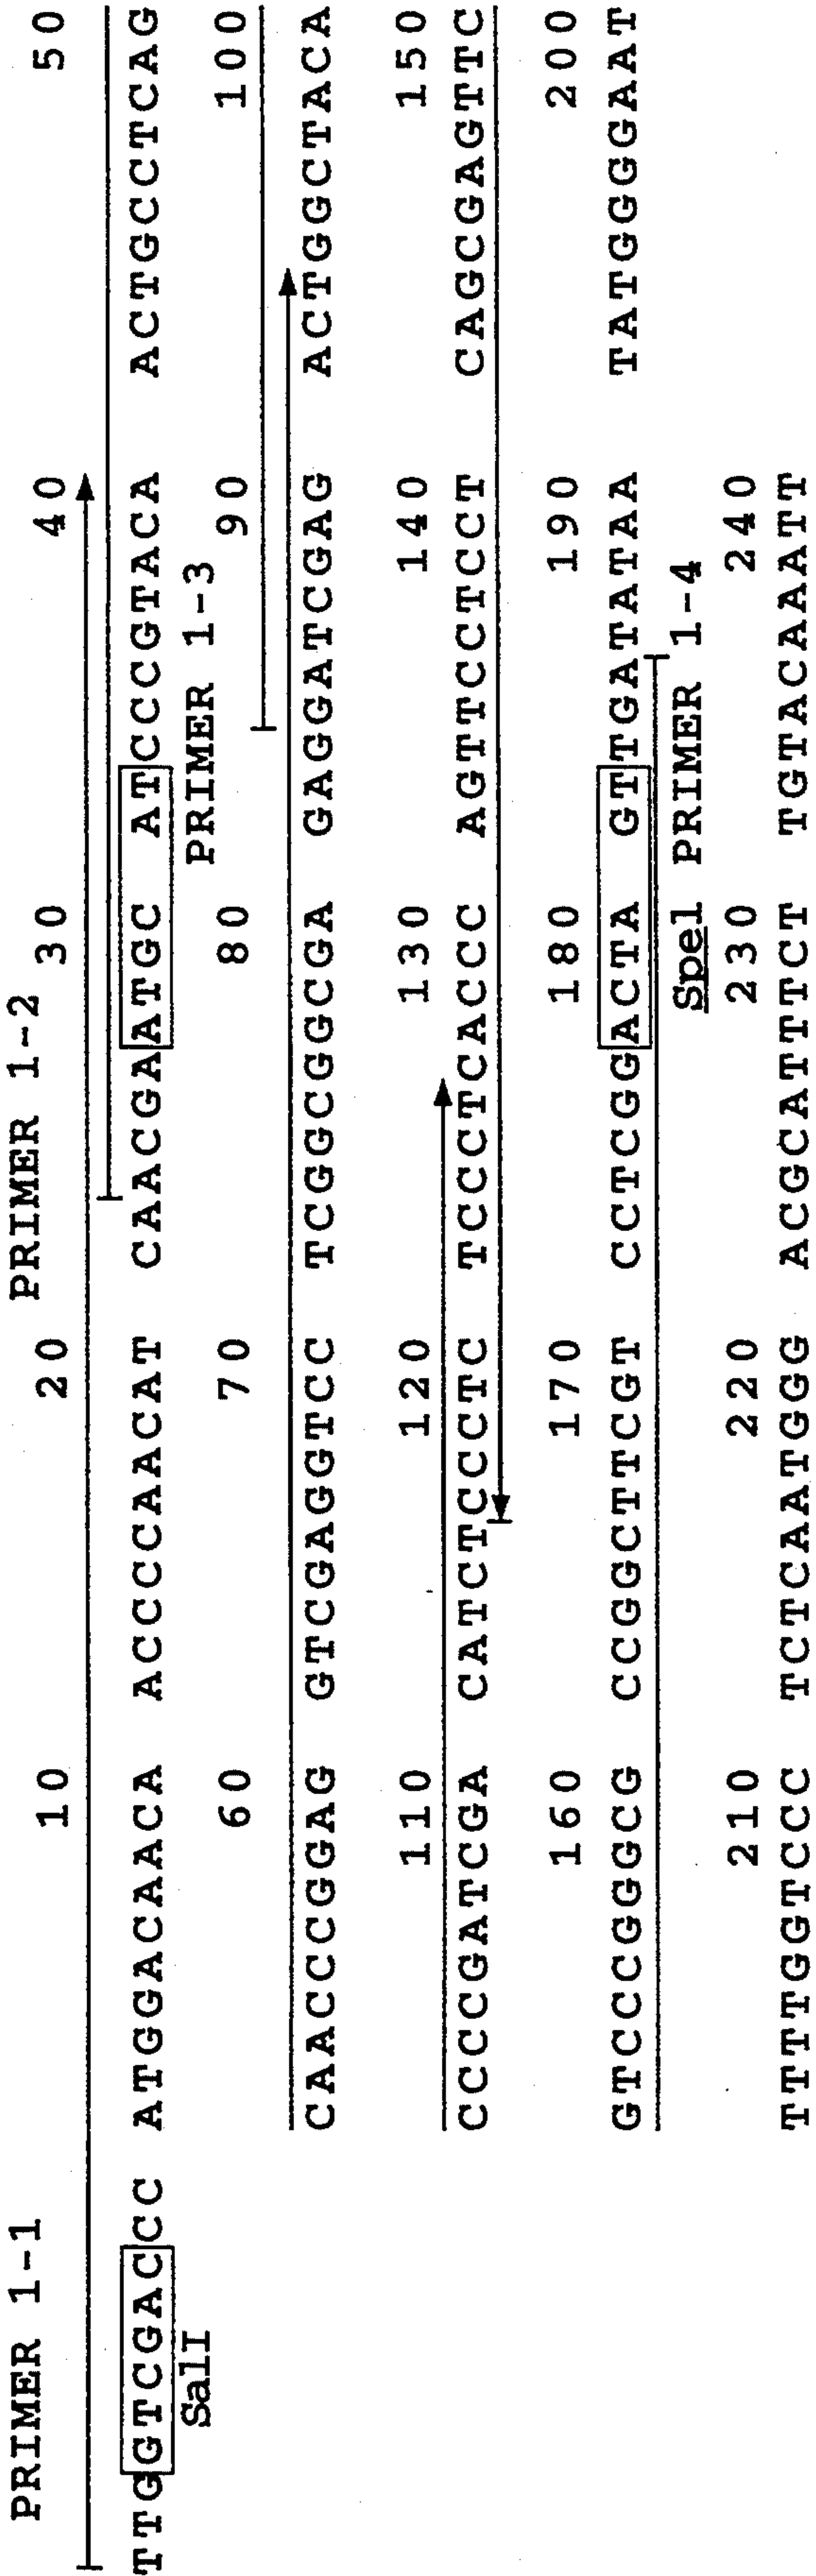 PRIMER 1-1 PRIMER 1-2
10 20 30 40 50
TTGGTCGACCC ATGGACAACA ACCCCAACAT CAACGAATGC ATCCCGTACA ACTGCCTCAG
SalI PRIMER 1-3
60 70 80 90 100
CAACCCGGAG GTCGAGGTCC TCGGCGGCGA GAGGATCGAG ACTGGCTACA
110 120 130 140 150
CCCCGATCGA CATCTCCCTC TCCCTCACCC AGTTCCTCCT CAGCGAGTTC
160 170 180 190 200
GTCCCGGGCG CCGGCTTCGT CCTCGGACTA GTTGATATAA TATGGGGAAT
SpeI PRIMER 1-4
210 220 230 240
TTTTGGTCCC TCTCAATGGG ACGCATTTCT TGTACAAATT